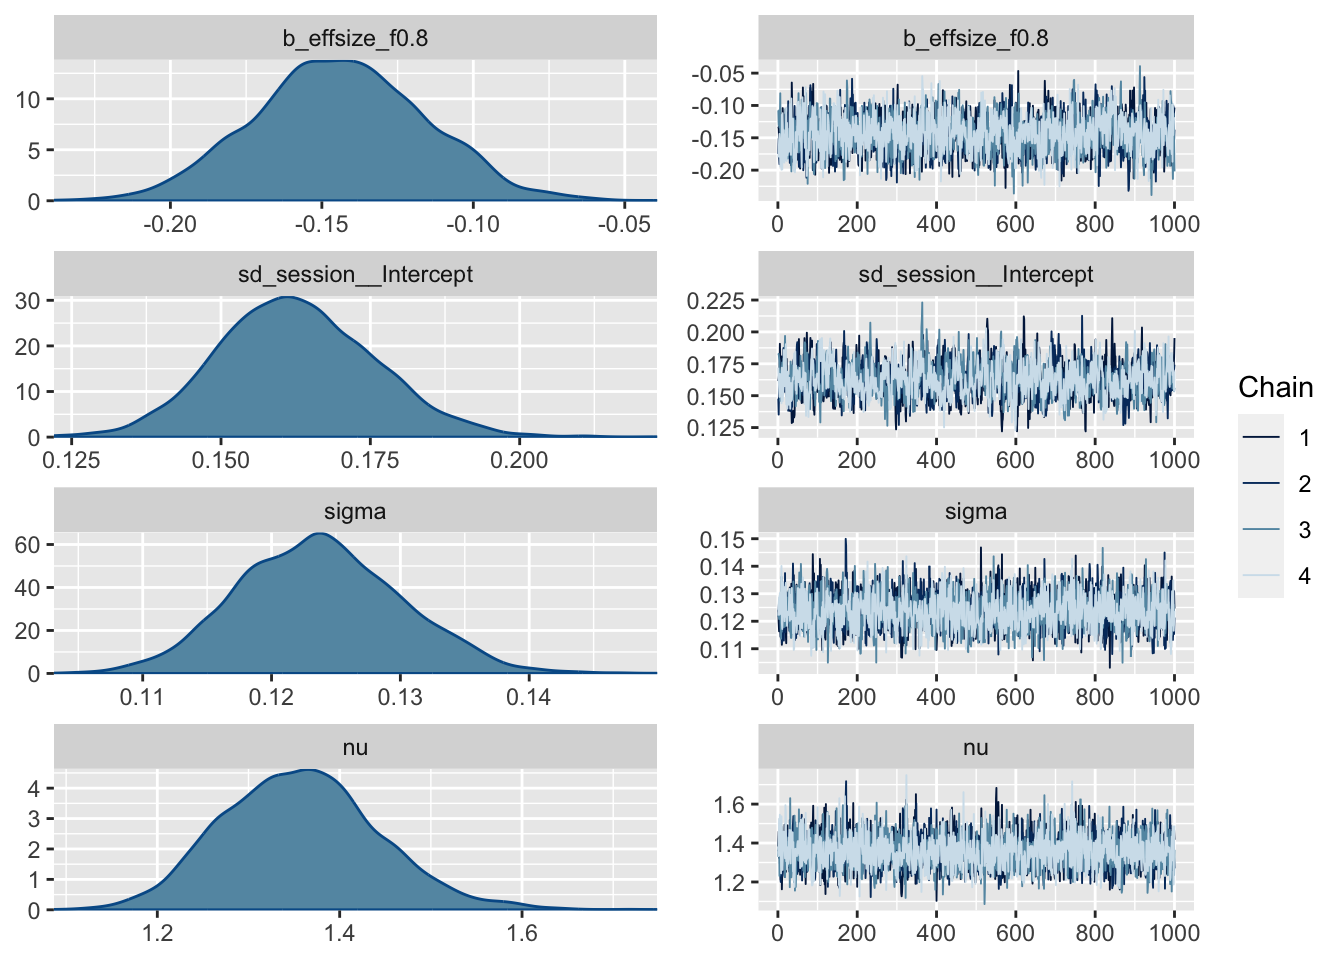 b_effsize_f0.8
10
5
0
-0.20 -0.15 -0.10 -0.05
b_effsize_f0.8
-0.05
-0.10
-0.15
-0.20
0 200 400 600 800 1000
sd_session__Intercept
30
20
10
0
0.125 0.150 0.175 0.200
sd_session__Intercept
0.225
0.200
0.175
0.150
0.125
0 200 400 600 800 1000
sigma
60
40
20
0
0.11 0.12 0.13 0.14
sigma
0.15
0.14
0.13
0.12
0.11
0 200 400 600 800 1000
nu
4
3
2
1
0
1.2 1.4 1.6
nu
1.6
1.4
1.2
0 200 400 600 800 1000
Chain
1
2
3
4